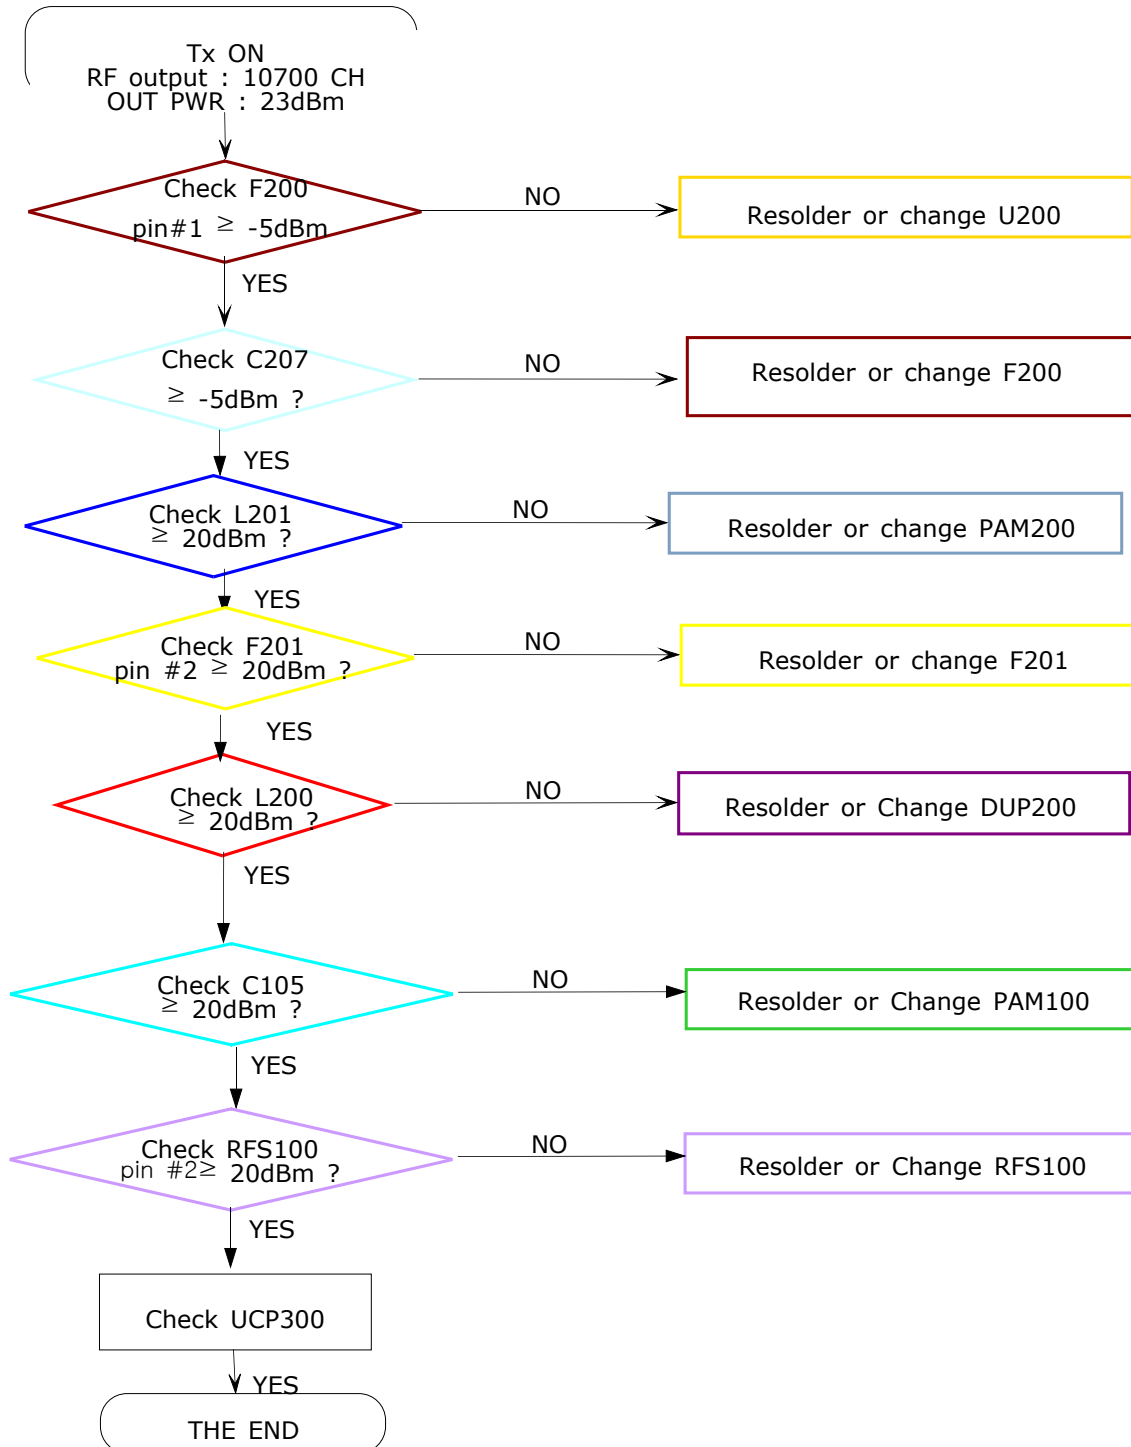 Tx ON
RF output : 10700 CH
OUT PWR : 23dBm
Check F200
pin#1 ≥ -5dBm
NO
Resolder or change U200
YES
Check C207
≥ -5dBm ?
NO
Resolder or change F200
YES
Check L201
≥ 20dBm ?
NO
Resolder or change PAM200
YES
Check F201
pin #2 ≥ 20dBm ?
NO
Resolder or change F201
YES
Check L200
≥ 20dBm ?
NO
Resolder or Change DUP200
YES
Check C105
≥ 20dBm ?
NO
Resolder or Change PAM100
YES
Check RFS100
pin #2≥ 20dBm ?
NO
Resolder or Change RFS100
YES
Check UCP300
YES
THE END